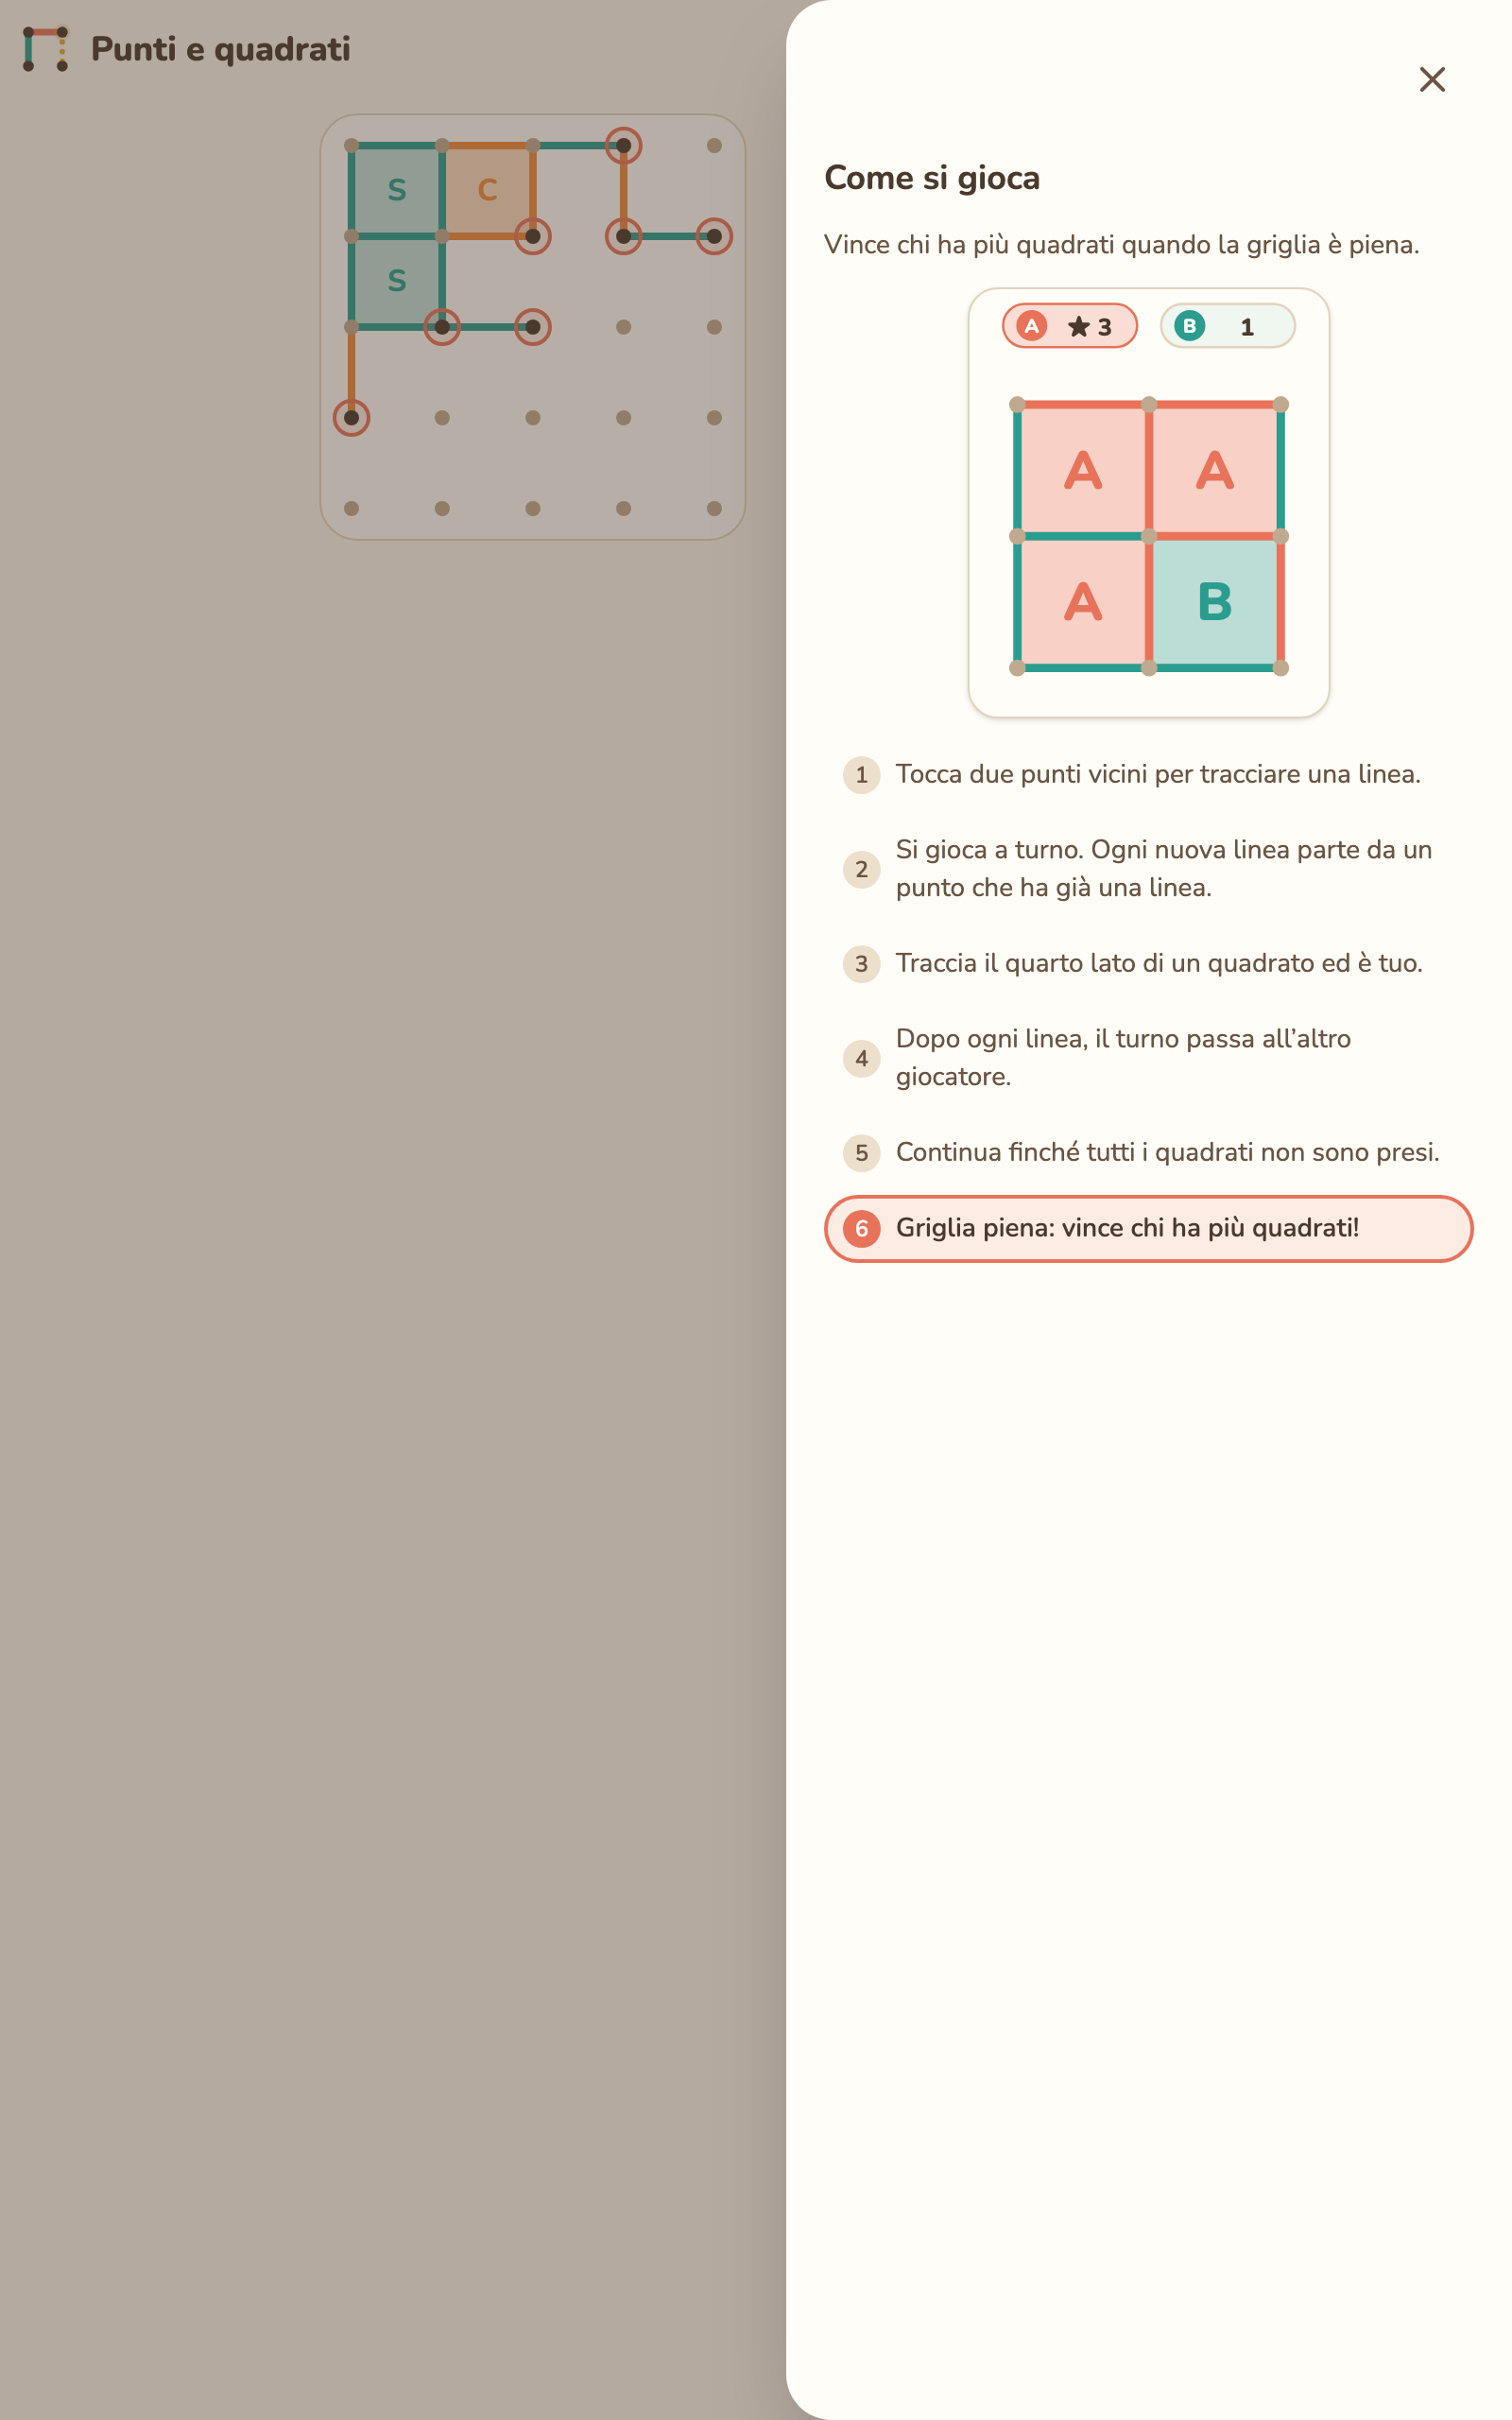 Punti e quadrati
S C
S
Come si gioca
Vince chi ha più quadrati quando la griglia è piena.
A ★ 3 B 1
A A
A B
1 Tocca due punti vicini per tracciare una linea.
2 Si gioca a turno. Ogni nuova linea parte da un
punto che ha già una linea.
3 Traccia il quarto lato di un quadrato ed è tuo.
4 Dopo ogni linea, il turno passa all’altro
giocatore.
5 Continua finché tutti i quadrati non sono presi.
6 Griglia piena: vince chi ha più quadrati!